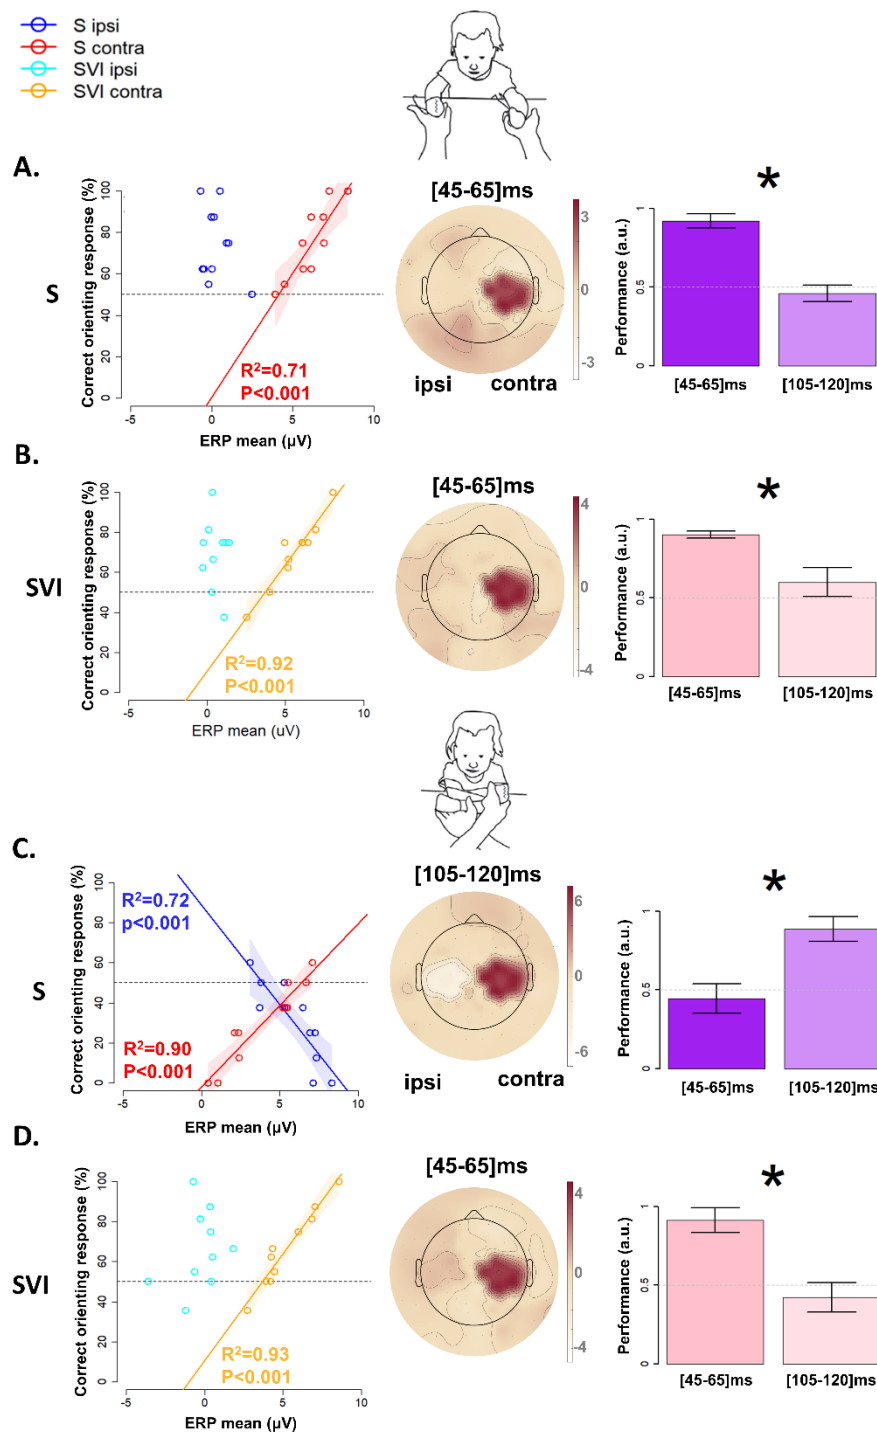 S ipsi
S contra
SVI ipsi
SVI contra
A.
S
Correct orienting response (%)
100
80
60
40
20
0
R²=0.71
P<0.001
-5 0 5 10
ERP mean (µV)
[45-65]ms
3
0
-3
ipsi contra
*
Performance (a.u.)
1
0.5
0
[45-65]ms [105-120]ms
B.
SVI
Correct orienting response (%)
100
80
60
40
20
0
R²=0.92
P<0.001
-5 0 5 10
ERP mean (uV)
[45-65]ms
4
0
-4
*
Performance (a.u.)
1
0.5
0
[45-65]ms [105-120]ms
C.
S
Correct orienting response (%)
100
80
60
40
20
0
R²=0.72
p<0.001
R²=0.90
P<0.001
-5 0 5 10
ERP mean (µV)
[105-120]ms
6
0
-6
ipsi contra
*
Performance (a.u.)
1
0.5
0
[45-65]ms [105-120]ms
D.
SVI
Correct orienting response (%)
100
80
60
40
20
0
R²=0.93
P<0.001
-5 0 5 10
ERP mean (µV)
[45-65]ms
4
0
-4
*
Performance (a.u.)
1
0.5
0
[45-65]ms [105-120]ms